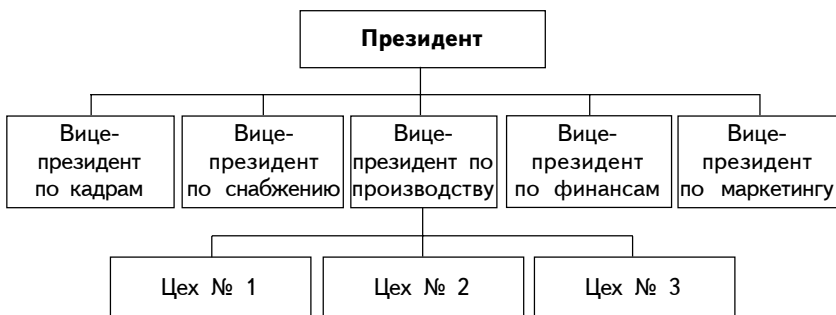 Президент
Вице-
президент
по кадрам
Вице-
президент
по снабжению
Вице-
президент по
производству
Вице-
президент
по финансам
Вице-
президент
по маркетингу
Цех № 1
Цех № 2
Цех № 3